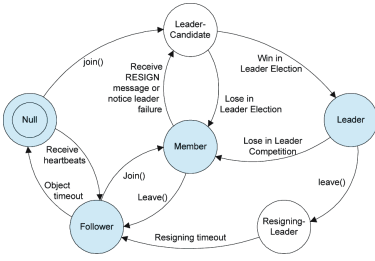 Leader-
Candidate
join()
Receive
RESIGN
message or
notice leader
failure
Win in
Leader Election
Lose in
Leader Election
Null
Member
Leader
Receive
heartbeats
Lose in Leader
Competition
Join()
Object
timeout
Leave()
leave()
Follower
Resigning timeout
Resigning-
Leader